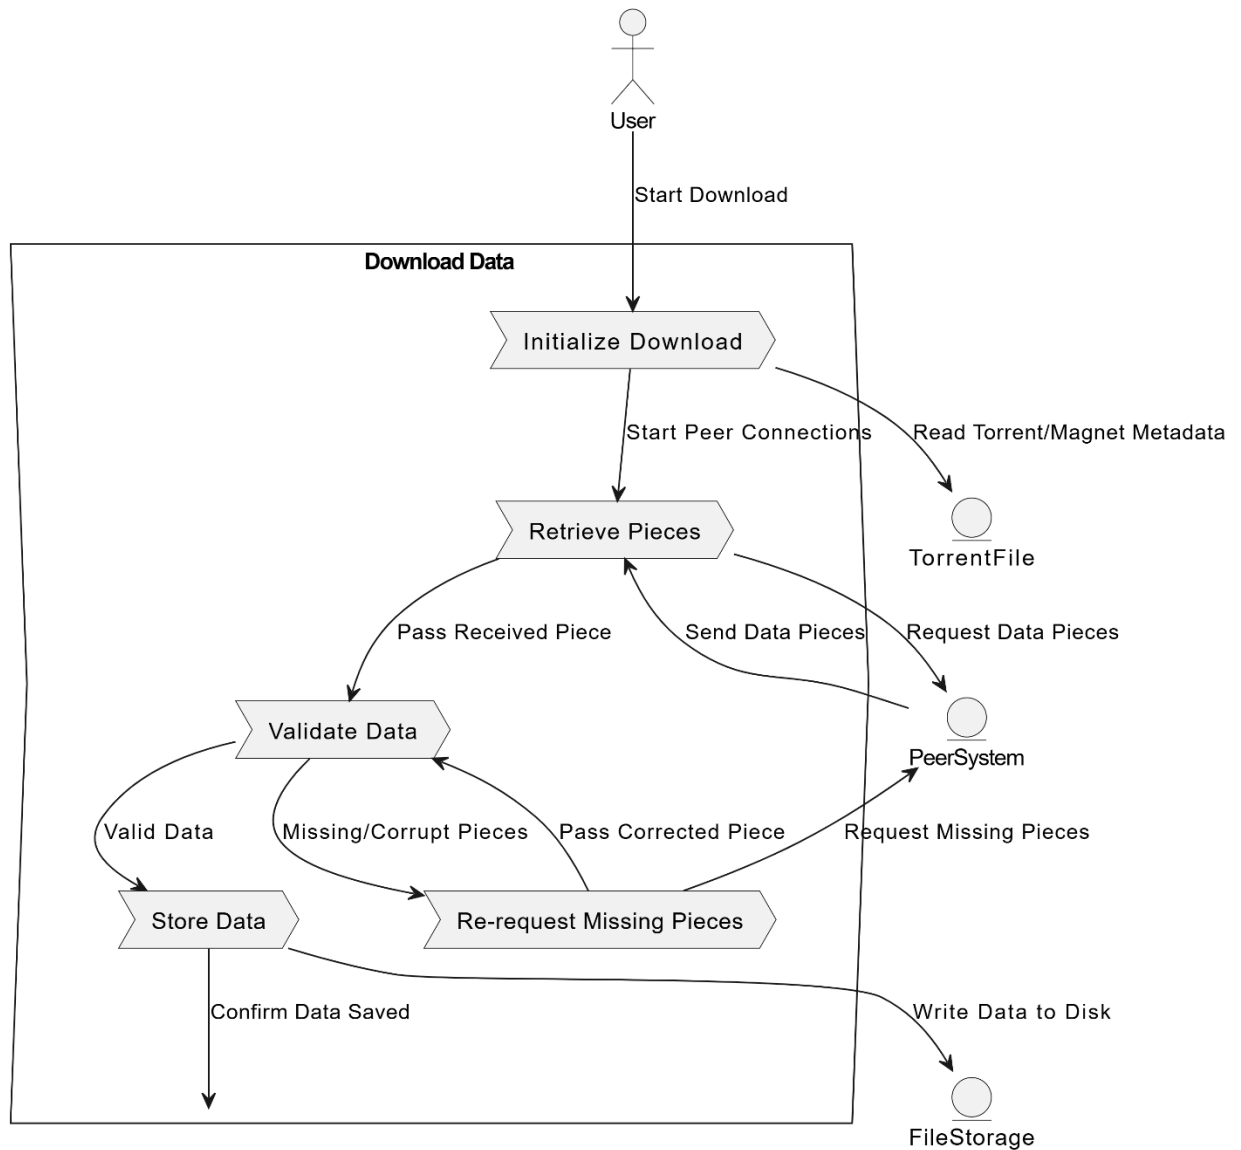 User
Start Download
Download Data
Initialize Download
Start Peer Connections
Read Torrent/Magnet Metadata
Retrieve Pieces
TorrentFile
Pass Received Piece
Send Data Pieces
Request Data Pieces
Validate Data
PeerSystem
Valid Data
Missing/Corrupt Pieces
Pass Corrected Piece
Request Missing Pieces
Store Data
Re-request Missing Pieces
Confirm Data Saved
Write Data to Disk
FileStorage